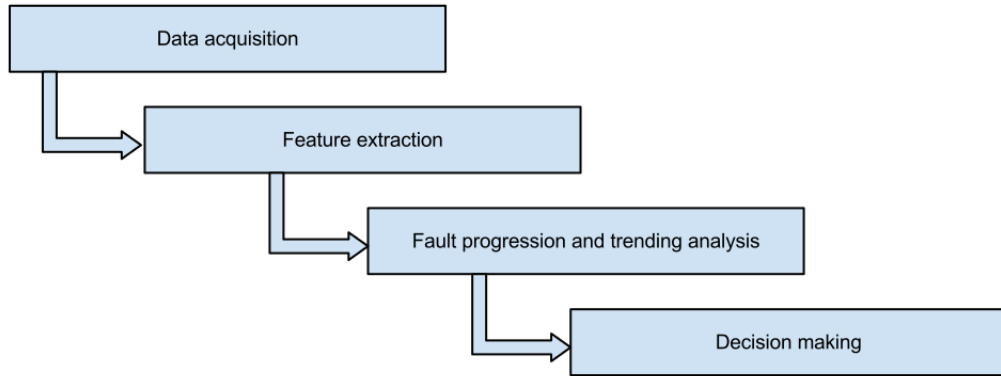 Data acquisition
Feature extraction
Fault progression and trending analysis
Decision making